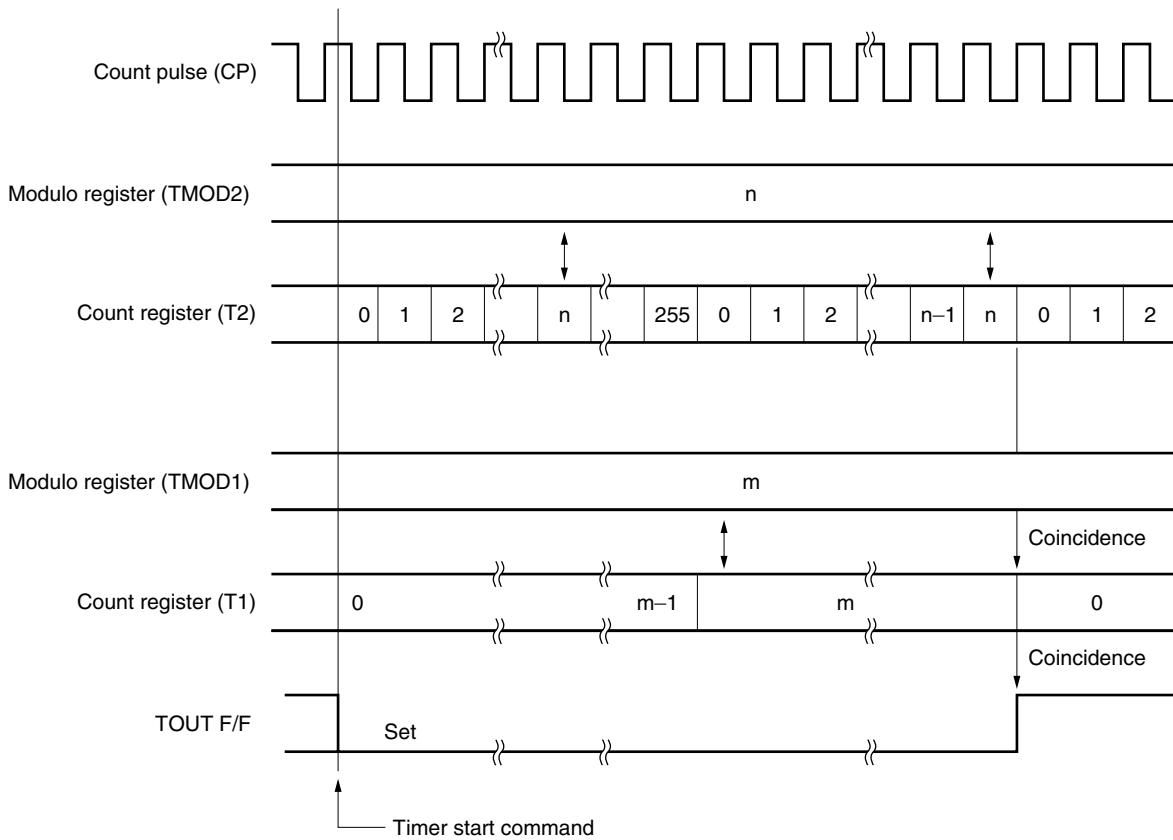 Count pulse (CP)
Modulo register (TMOD2)
n
Count register (T2)
0 1 2 n 255 0 1 2 n–1 n 0 1 2
Modulo register (TMOD1)
m
Coincidence
Count register (T1)
0 m–1 m 0
Coincidence
TOUT F/F
Set
Timer start command